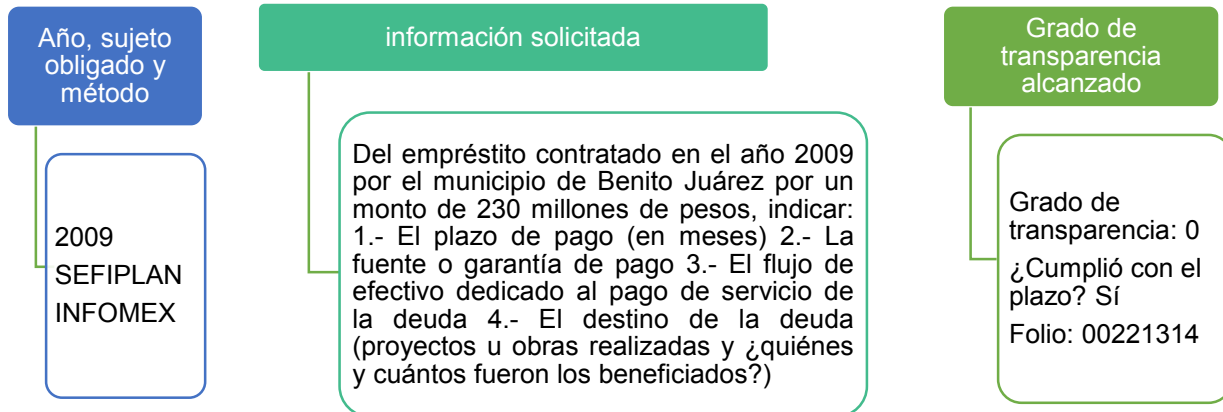 Año, sujeto
obligado y
método
2009
SEFIPLAN
INFOMEX
información solicitada
Del empréstito contratado en el año 2009
por el municipio de Benito Juárez por un
monto de 230 millones de pesos, indicar:
1.- El plazo de pago (en meses) 2.- La
fuente o garantía de pago 3.- El flujo de
efectivo dedicado al pago de servicio de
la deuda 4.- El destino de la deuda
(proyectos u obras realizadas y ¿quiénes
y cuántos fueron los beneficiados?)
Grado de
transparencia
alcanzado
Grado de
transparencia: 0
¿Cumplió con el
plazo? Sí
Folio: 00221314